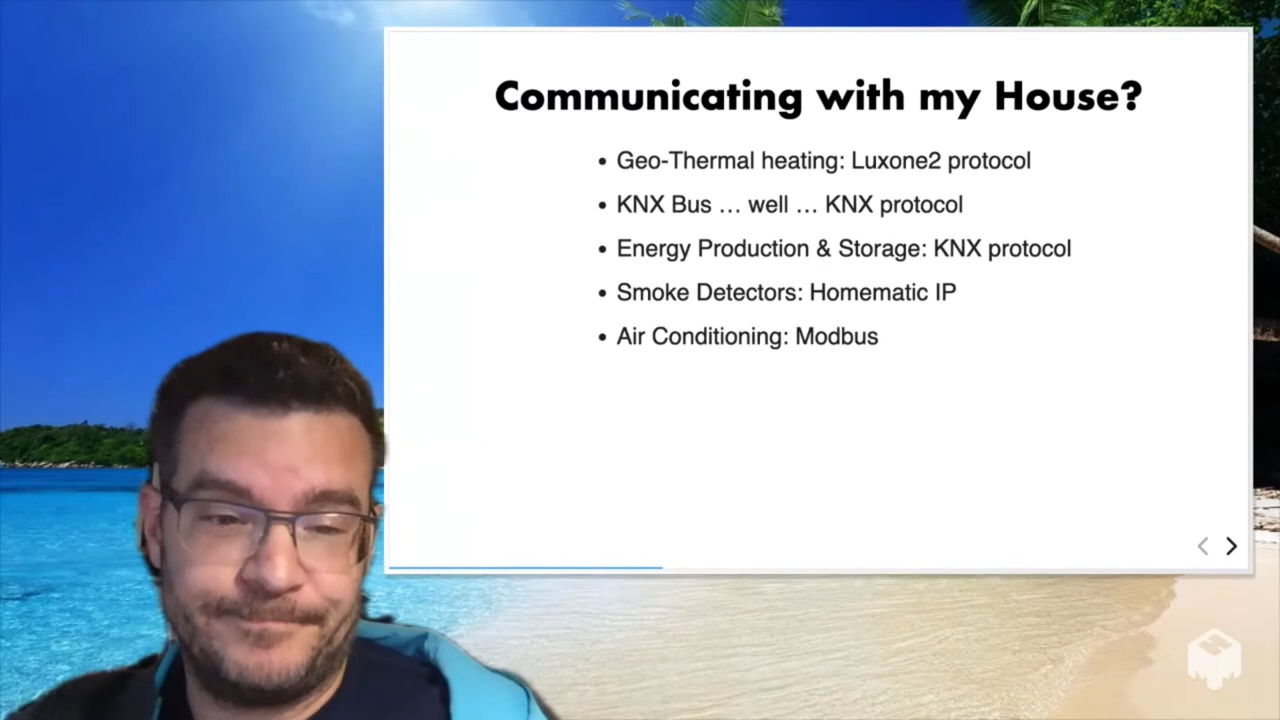 Communicating with my House?
• Geo-Thermal heating: Luxone2 protocol
• KNX Bus … well … KNX protocol
• Energy Production & Storage: KNX protocol
• Smoke Detectors: Homematic IP
• Air Conditioning: Modbus